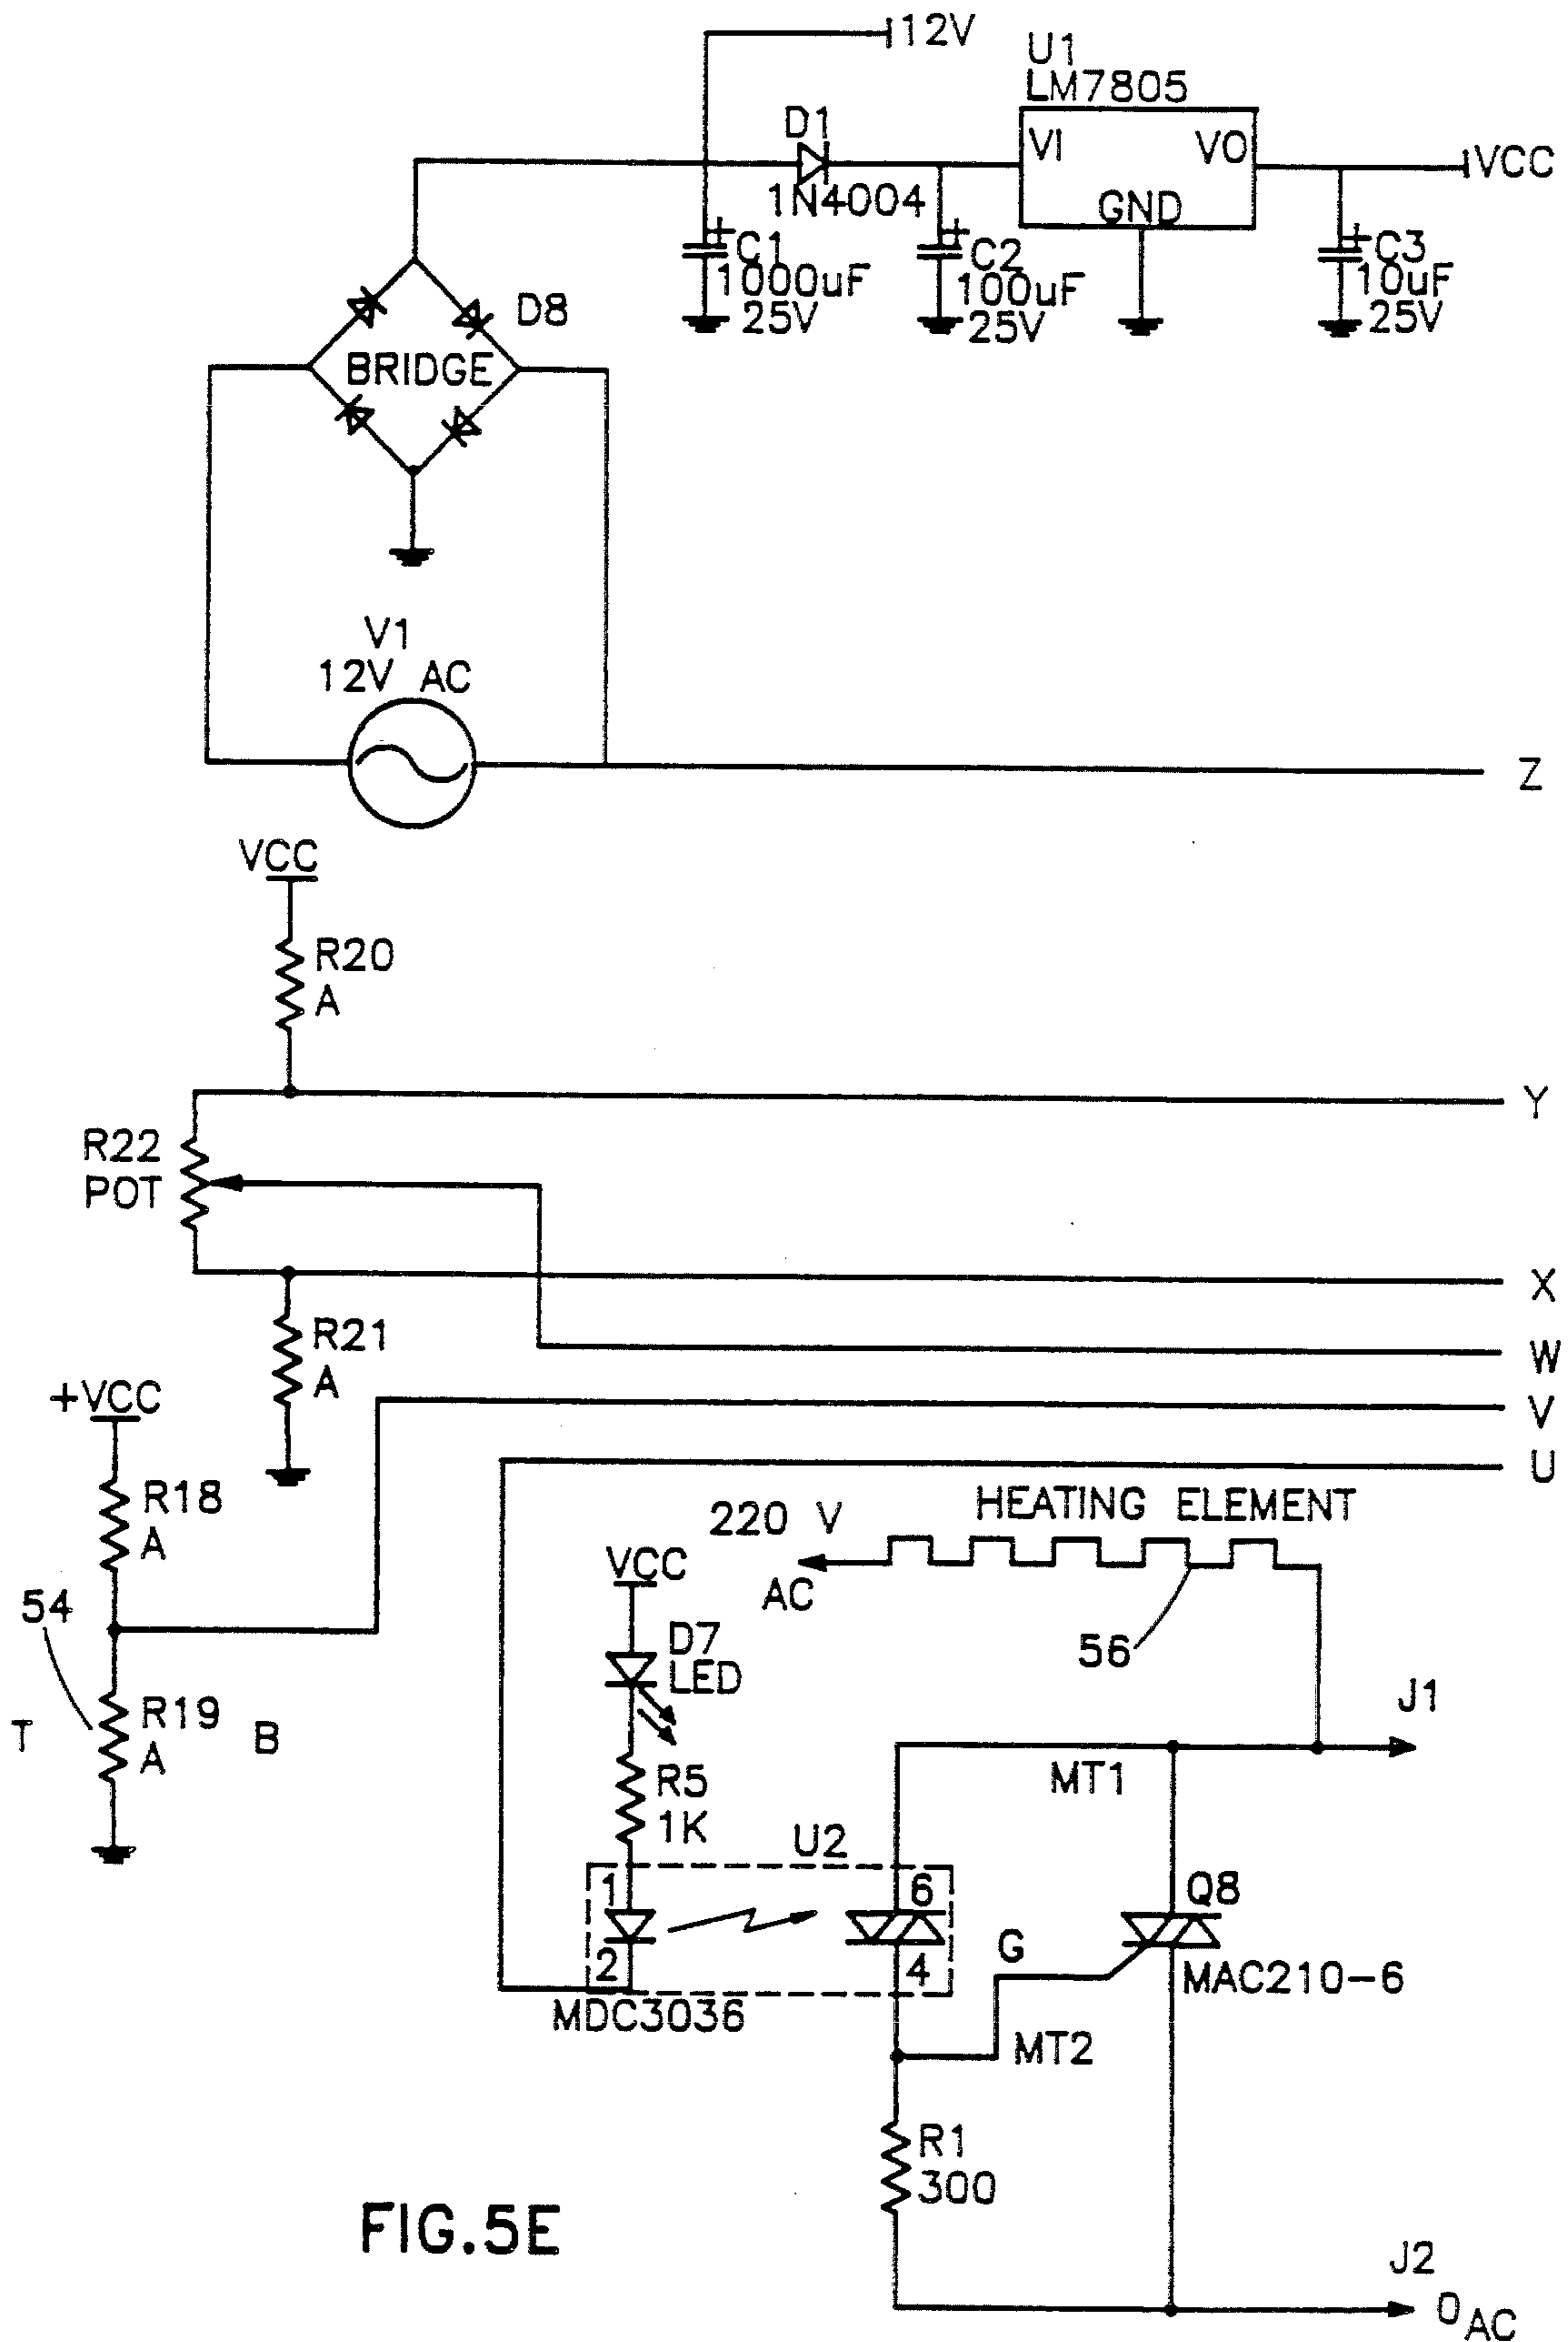 12V
U1
LM7805
D1
VI
VO
VCC
1N4004
GND
+
C1
1000uF
25V
+
C2
100uF
25V
+
C3
10uF
25V
D8
BRIDGE
V1
12V AC
Z
VCC
R20
A
Y
R22
POT
X
R21
A
W
+VCC
V
U
R18
A
220 V
AC
HEATING ELEMENT
VCC
54
56
D7
LED
T
R19
A
B
J1
MT1
R5
1K
U2
1
6
Q8
2
4
G
MAC210-6
MDC3036
MT2
R1
300
FIG.5E
J2
0AC